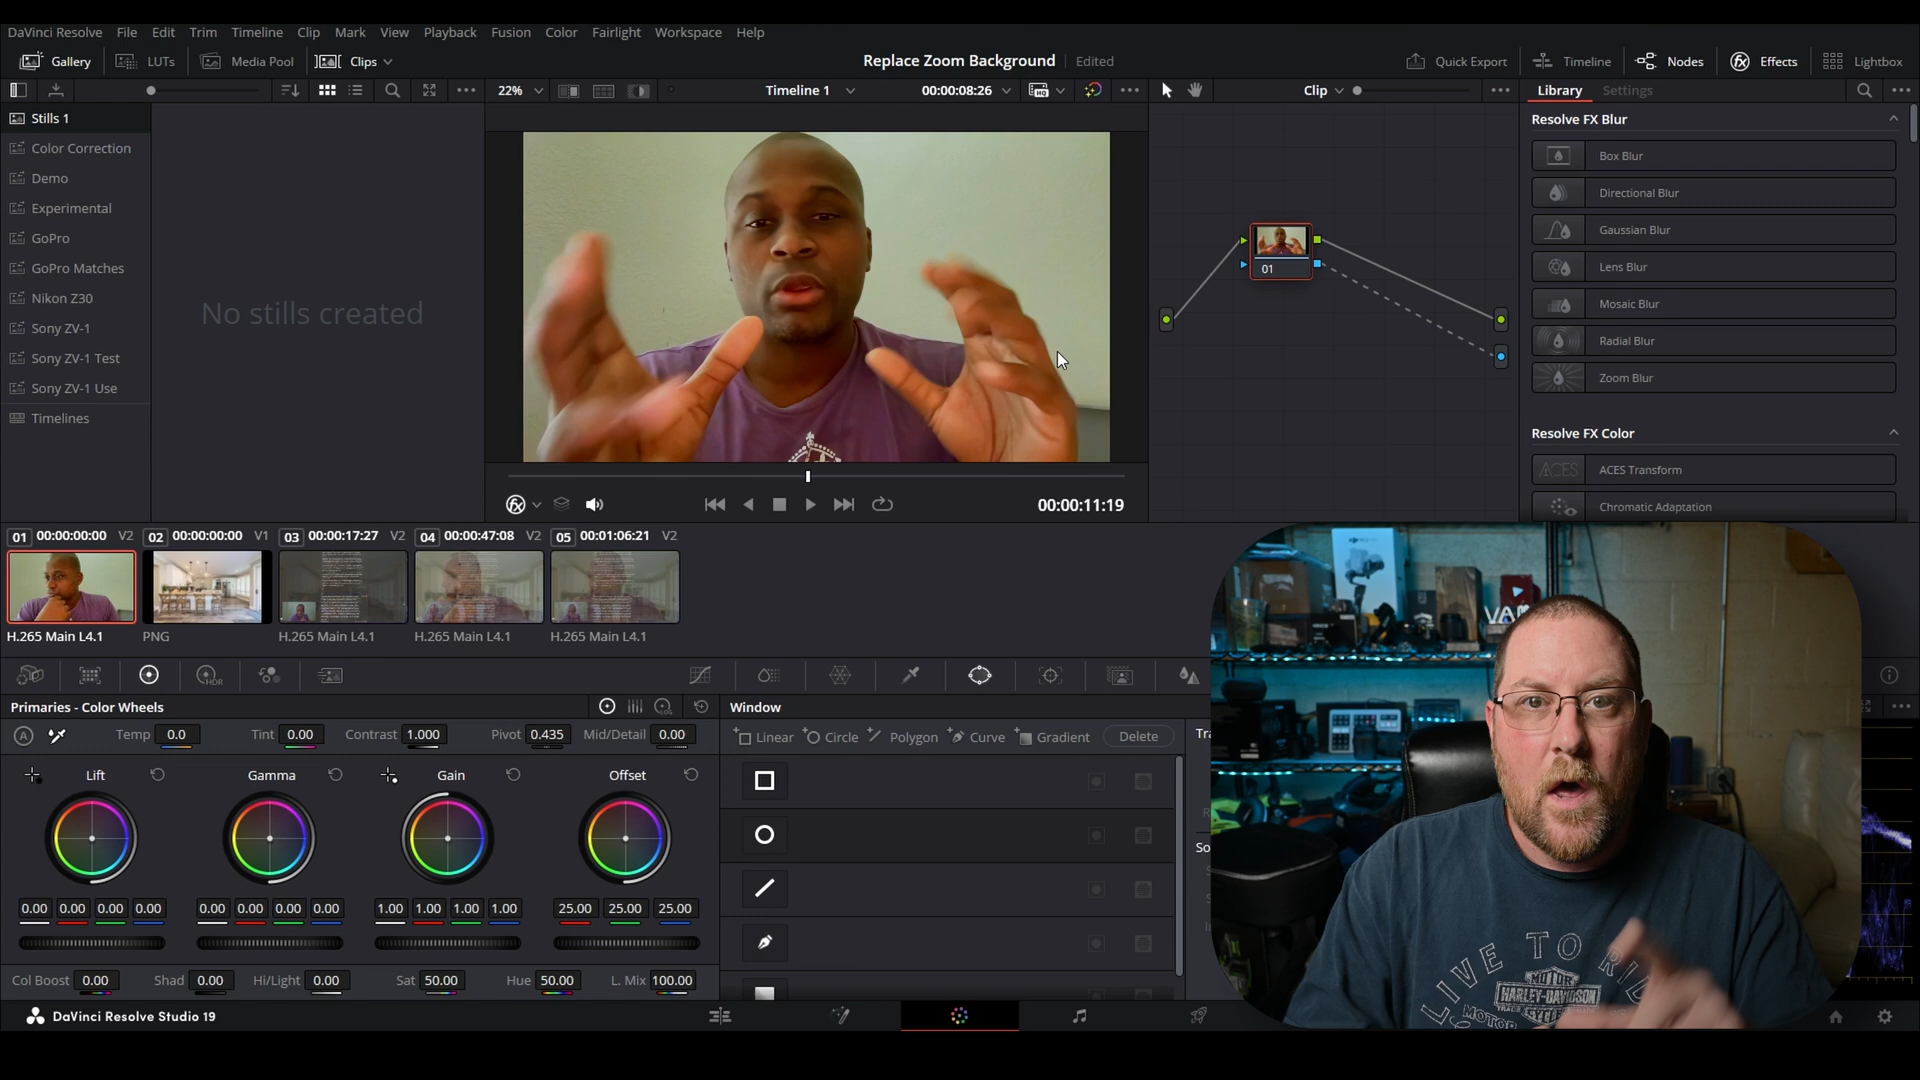 DaVinci Resolve File Edit Trim Timeline Clip Mark View Playback Fusion Color Fairlight Workspace Help
Gallery LUTs Media Pool Clips Replace Zoom Background Edited Quick Export Timeline Nodes Effects Lightbox
22% Timeline 1 00:00:08:26 Clip Library Settings
Stills 1
Color Correction
Demo
Experimental
GoPro
GoPro Matches
Nikon Z30
Sony ZV-1
Sony ZV-1 Test
Sony ZV-1 Use
Timelines
No stills created
01
Resolve FX Blur
Box Blur
Directional Blur
Gaussian Blur
Lens Blur
Mosaic Blur
Radial Blur
Zoom Blur
Resolve FX Color
ACES ACES Transform
Chromatic Adaptation
00:00:11:19
01 00:00:00:00 V2 02 00:00:00:00 V1 03 00:00:17:27 V2 04 00:00:47:08 V2 05 00:01:06:21 V2
H.265 Main L4.1 PNG H.265 Main L4.1 H.265 Main L4.1 H.265 Main L4.1
HDR
Primaries - Color Wheels LOG Window
A Temp 0.0 Tint 0.00 Contrast 1.000 Pivot 0.435 Mid/Detail 0.00
Linear Circle Polygon Curve Gradient Delete
Lift Gamma Gain Offset
0.00 0.00 0.00 0.00 0.00 0.00 0.00 0.00 1.00 1.00 1.00 1.00 25.00 25.00 25.00
Col Boost 0.00 Shad 0.00 Hi/Light 0.00 Sat 50.00 Hue 50.00 L. Mix 100.00
DaVinci Resolve Studio 19
LIVE TO RID
MOTOR
HARLEY-DAVIDSON